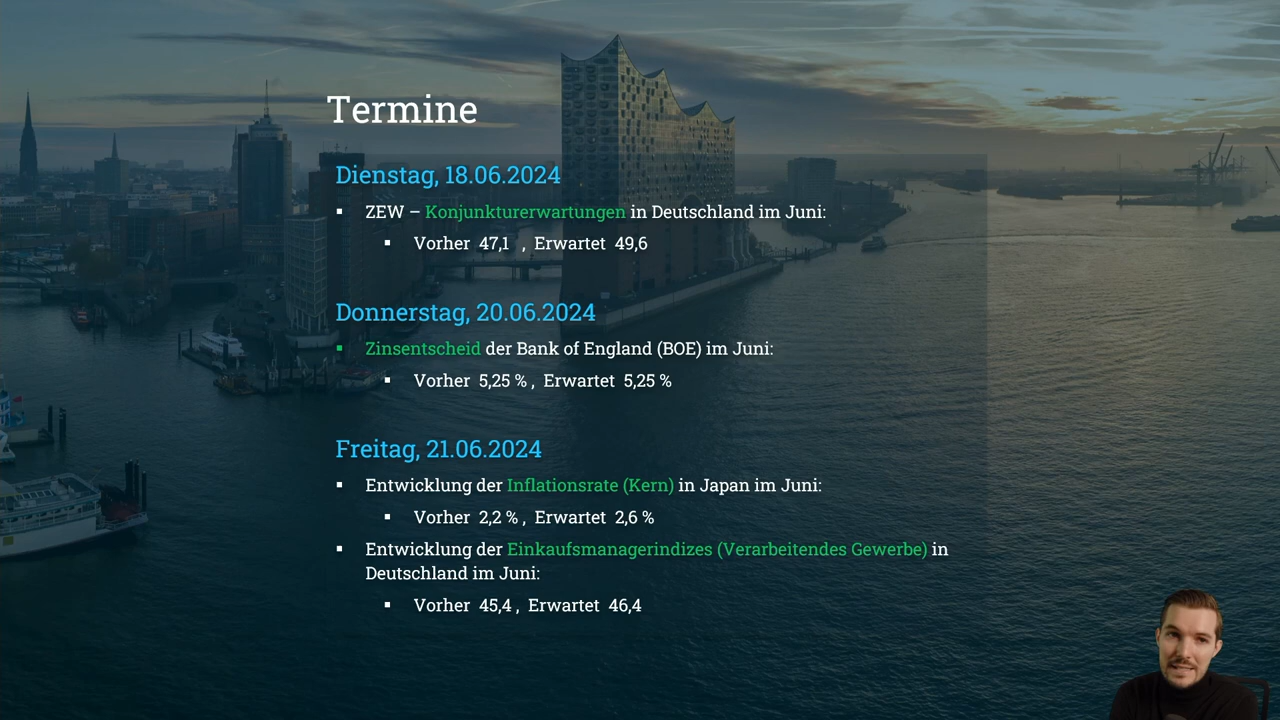 Termine
Dienstag, 18.06.2024
▪ ZEW – Konjunkturerwartungen in Deutschland im Juni:
▪ Vorher 47,1 , Erwartet 49,6
Donnerstag, 20.06.2024
▪ Zinsentscheid der Bank of England (BOE) im Juni:
▪ Vorher 5,25 % , Erwartet 5,25 %
Freitag, 21.06.2024
▪ Entwicklung der Inflationsrate (Kern) in Japan im Juni:
▪ Vorher 2,2 % , Erwartet 2,6 %
▪ Entwicklung der Einkaufsmanagerindizes (Verarbeitendes Gewerbe) in
Deutschland im Juni:
▪ Vorher 45,4 , Erwartet 46,4